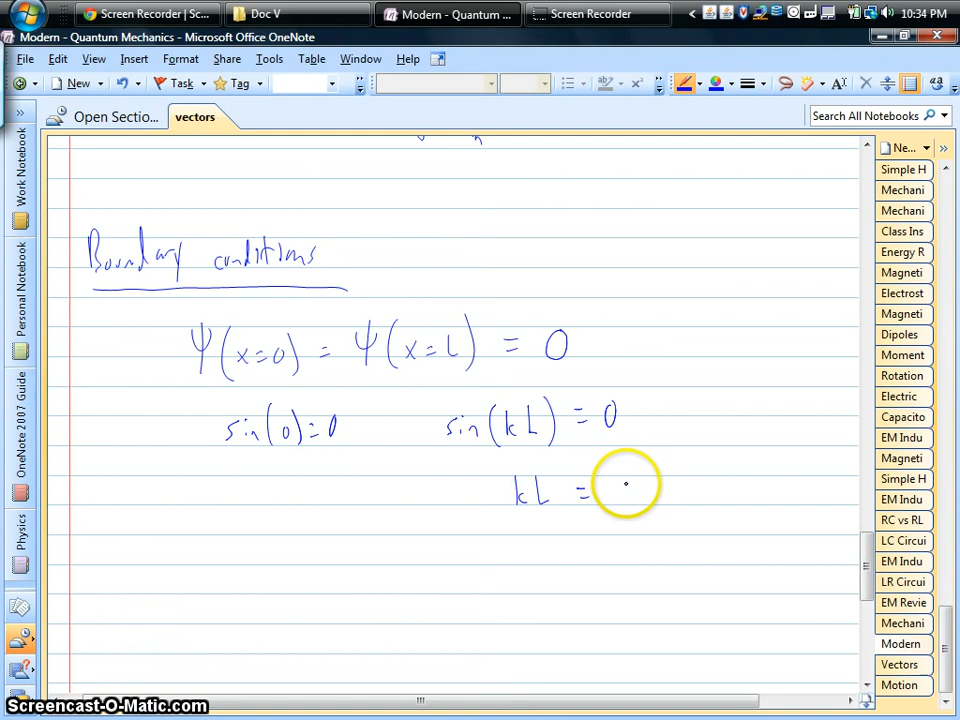 Screen Recorder | Sc...
Doc V
Modern - Quantum ...
Screen Recorder
10:34 PM
Modern - Quantum Mechanics - Microsoft Office OneNote
File Edit View Insert Format Share Tools Table Window Help
New Task Tag
Open Sectio... vectors
Search All Notebooks
Ne...
Work Notebook
Personal Notebook
OneNote 2007 Guide
Physics
Boundary conditions
Ψ(x=0) = Ψ(x=L) = 0
sin(0)=0 sin(kL) = 0
kL =
Simple H
Mechani
Mechani
Class Ins
Energy R
Magneti
Electrost
Magneti
Dipoles
Moment
Rotation
Electric
Capacito
EM Indu
Magneti
Simple H
EM Indu
RC vs RL
LC Circui
EM Indu
LR Circui
EM Revie
Mechani
Modern
Vectors
Motion
Screencast-O-Matic.com